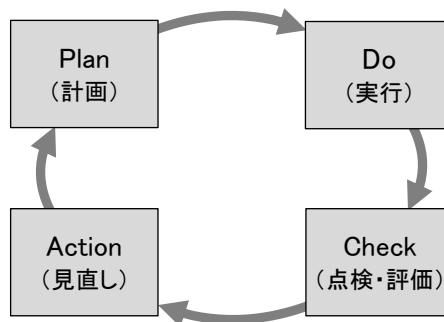 Plan
（計画）
Do
（実行）
Check
（点検・評価）
Action
（見直し）